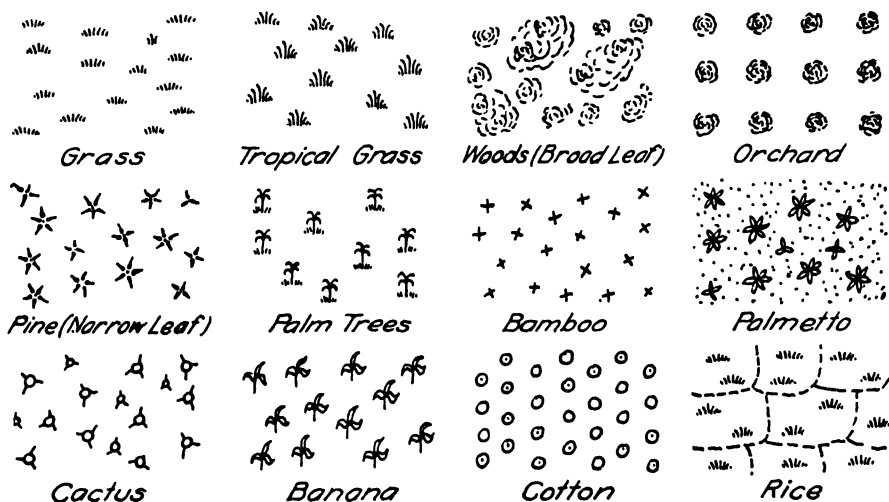 Grass
Tropical Grass
Woods (Broad Leaf)
Orchard
Pine (Narrow Leaf)
Palm Trees
Bamboo
Palmetto
Cactus
Banana
Cotton
Rice